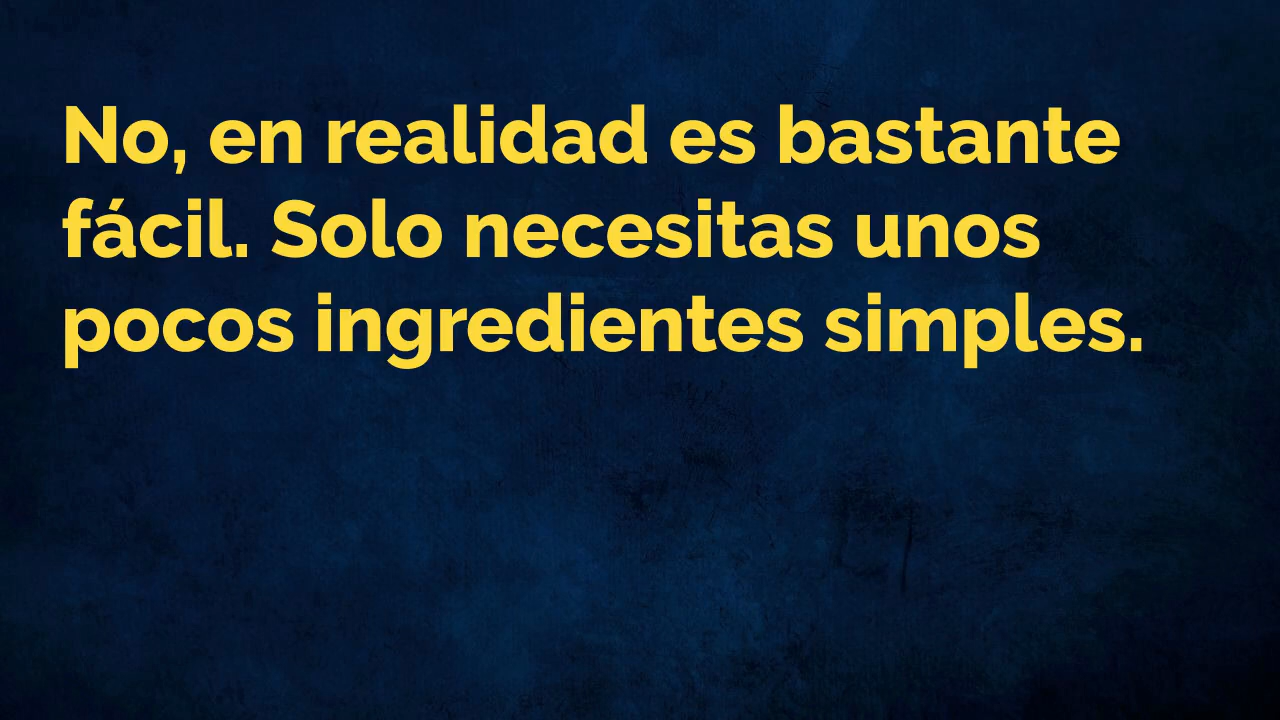 No, en realidad es bastante
fácil. Solo necesitas unos
pocos ingredientes simples.